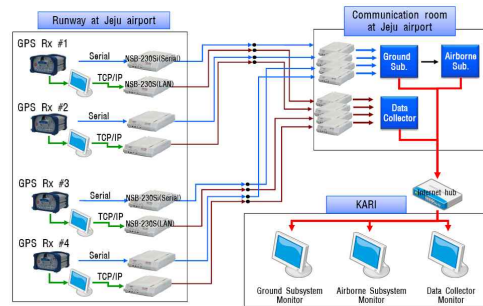 Runway at Jeju airport
Communication room
at Jeju airport
GPS Rx #1
Serial
NSB-230Si(Serial)
TCP/IP
NSB-230S(LAN)
GPS Rx #2
Serial
TCP/IP
GPS Rx #3
Serial
NSB-230S(Serial)
TCP/IP
NSB-230S(LAN)
GPS Rx #4
Serial
TCP/IP
Ground
Sub.
Airborne
Sub.
Data
Collector
Internet hub
KARI
Ground Subsystem
Monitor
Airborne Subsystem
Monitor
Data Collector
Monitor